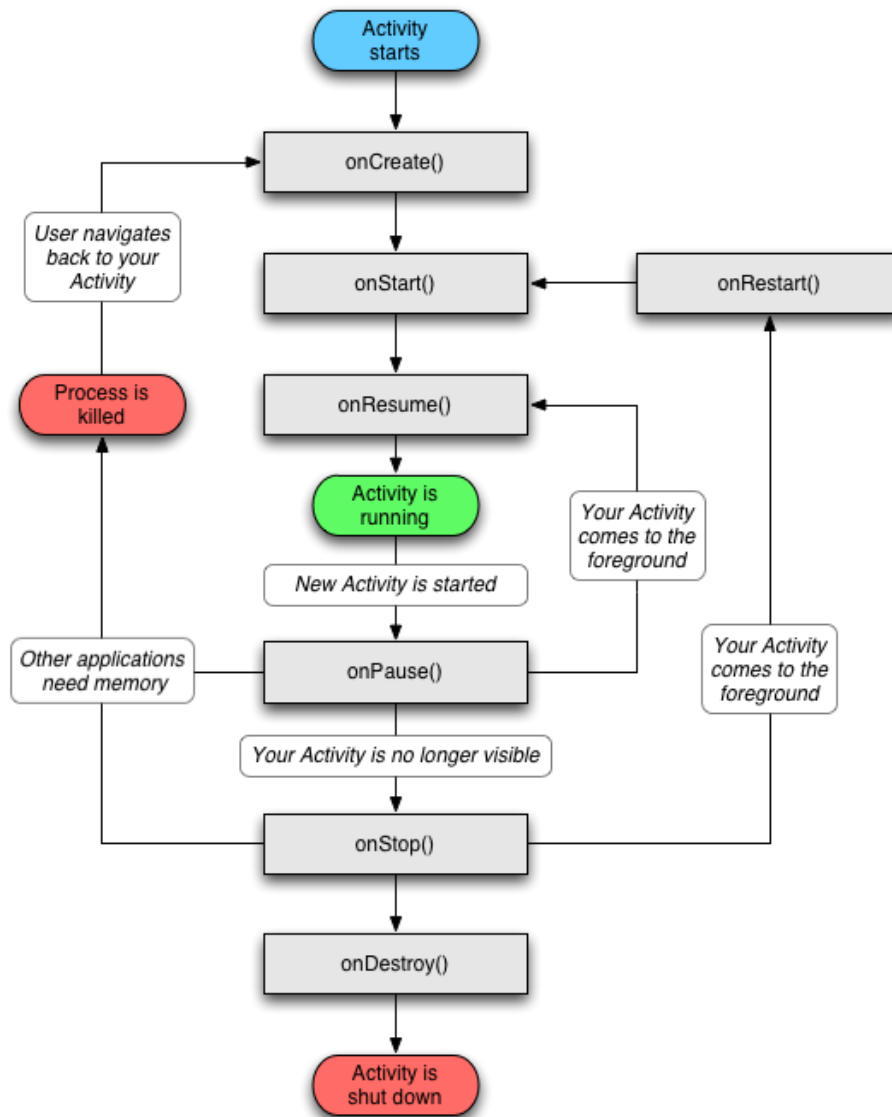 Activity
starts
onCreate()
User navigates
back to your
Activity
onStart()
onRestart()
Process is
killed
onResume()
Activity is
running
Your Activity
comes to the
foreground
New Activity is started
Other applications
need memory
onPause()
Your Activity
comes to the
foreground
Your Activity is no longer visible
onStop()
onDestroy()
Activity is
shut down